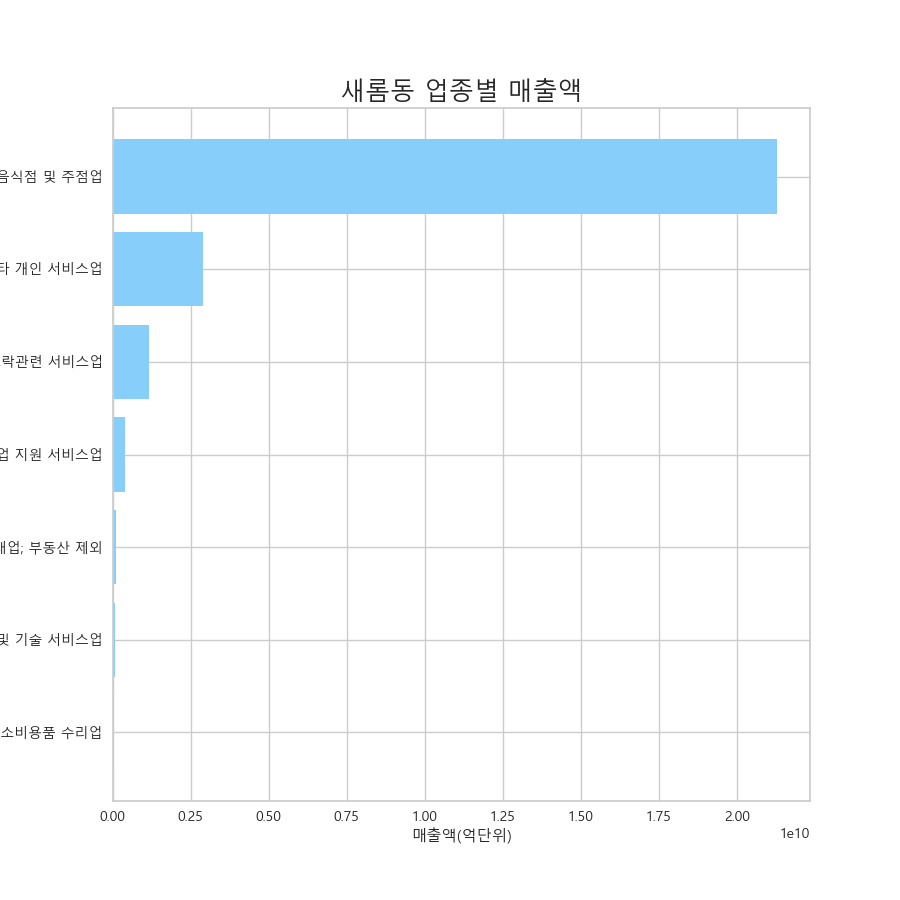 새롬동 업종별 매출액
음식점 및 주점업
타 개인 서비스업
락관련 서비스업
업 지원 서비스업
대업; 부동산 제외
및 기술 서비스업
소비용품 수리업
0.00 0.25 0.50 0.75 1.00 1.25 1.50 1.75 2.00
매출액(억단위)
1e10